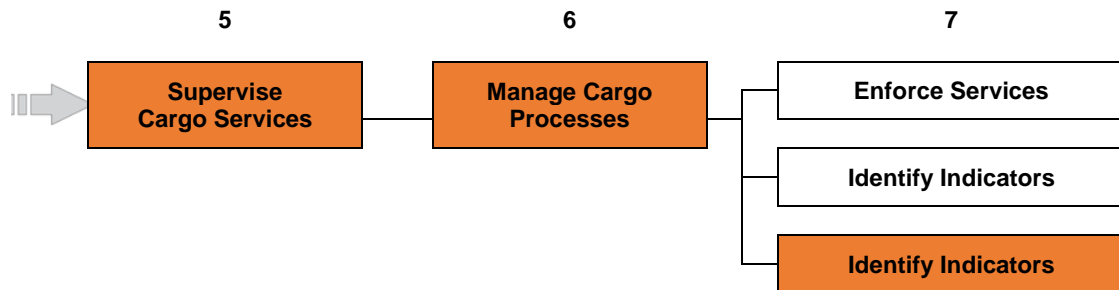 5
6
7
Supervise
Cargo Services
Manage Cargo
Processes
Enforce Services
Identify Indicators
Identify Indicators